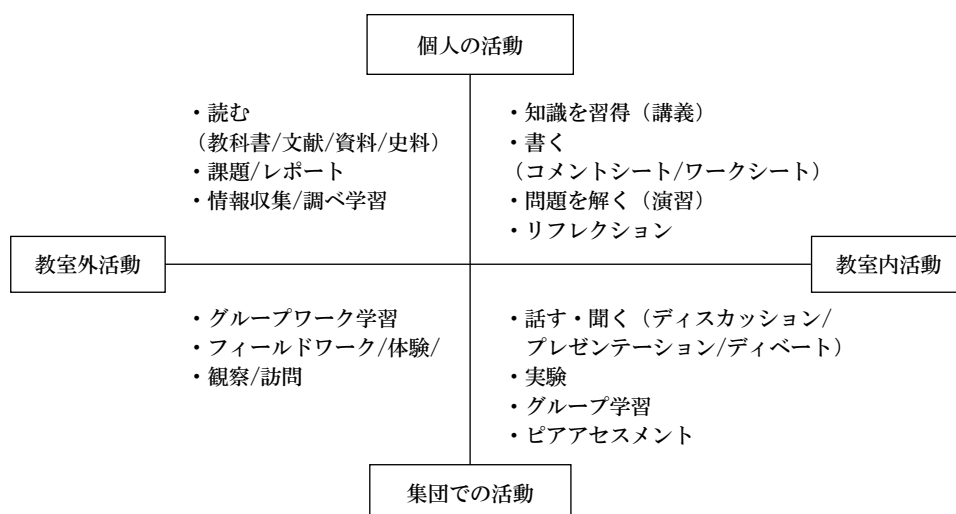 個人の活動
・読む
（教科書/文献/資料/史料）
・課題/レポート
・情報収集/調べ学習
・知識を習得（講義）
・書く
（コメントシート/ワークシート）
・問題を解く（演習）
・リフレクション
教室外活動
教室内活動
・グループワーク学習
・フィールドワーク/体験/
・観察/訪問
・話す・聞く（ディスカッション/
プレゼンテーション/ディベート）
・実験
・グループ学習
・ピアアセスメント
集団での活動